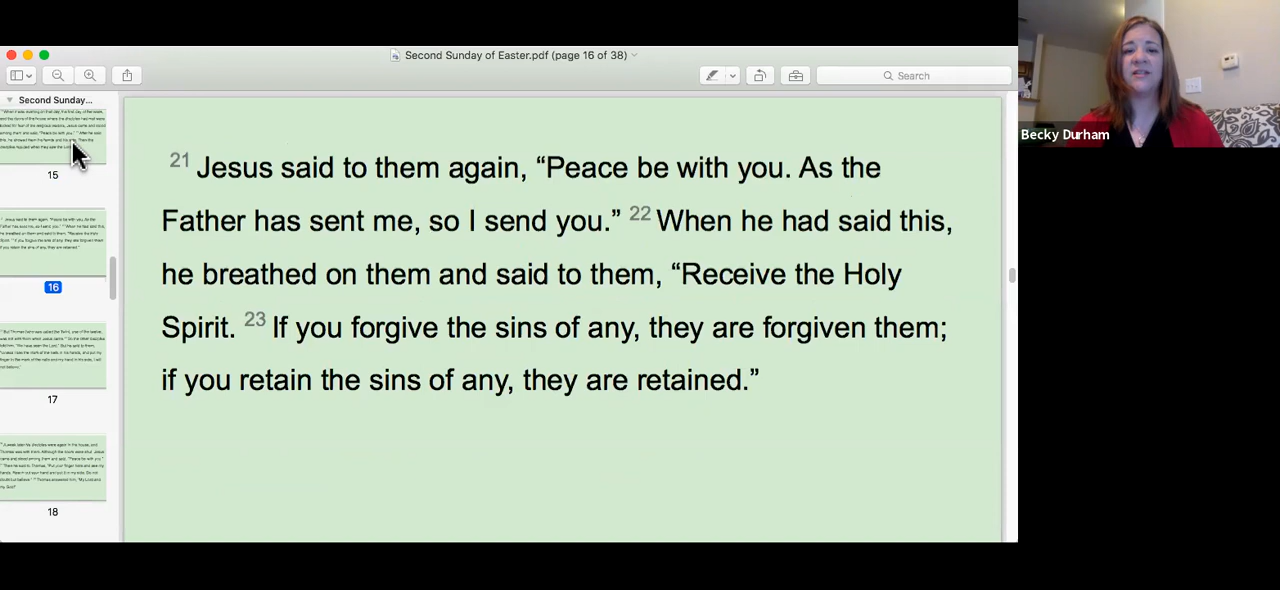 Second Sunday of Easter.pdf (page 16 of 38)
Search
Second Sunday...
15
16
17
18
21 Jesus said to them again, “Peace be with you. As the
Father has sent me, so I send you.” 22 When he had said this,
he breathed on them and said to them, “Receive the Holy
Spirit. 23 If you forgive the sins of any, they are forgiven them;
if you retain the sins of any, they are retained.”
Becky Durham